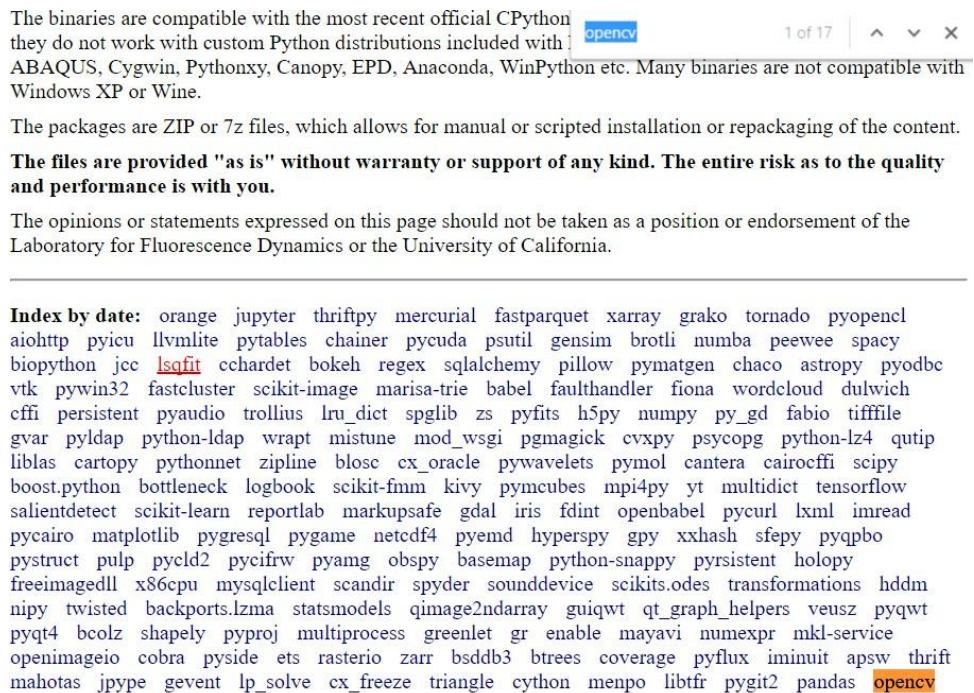 The binaries are compatible with the most recent official CPython
opencv 1 of 17
they do not work with custom Python distributions included with
ABAQUS, Cygwin, Pythonxy, Canopy, EPD, Anaconda, WinPython etc. Many binaries are not compatible with
Windows XP or Wine.
The packages are ZIP or 7z files, which allows for manual or scripted installation or repackaging of the content.
The files are provided "as is" without warranty or support of any kind. The entire risk as to the quality
and performance is with you.
The opinions or statements expressed on this page should not be taken as a position or endorsement of the
Laboratory for Fluorescence Dynamics or the University of California.
Index by date: orange jupyter thriftpy mercurial fastparquet xarray grako tornado pyopencl
aiohttp pyicu llvmlite pytables chainer pycuda psutil gensim brotli numba peewee spacy
biopython jcc lsqfit cchardet bokeh regex sqlalchemy pillow pymatgen chaco astropy pyodbc
vtk pywin32 fastcluster scikit-image marisa-trie babel faulthandler fiona wordcloud dulwich
cffi persistent pyaudio trollius lru_dict spglib zs pyfits h5py numpy py_gd fabio tifffile
gvar pyldap python-ldap wrapt mistune mod_wsgi pgmagick cvxpy psycopg python-lz4 qutip
liblas cartopy pythonnet zipline blosc cx_oracle pywavelets pymol cantera cairocffi scipy
boost.python bottleneck logbook scikit-fmm kivy pymcubes mpi4py yt multidict tensorflow
salientdetect scikit-learn reportlab markupsafe gdal iris fdint openbabel pycurl lxml imread
pycairo matplotlib pygresql pygame netcdf4 pyemd hyperspy gpy xxhash sfepy pyqpbo
pystruct pulp pycld2 pycifrw pyamg obspy basemap python-snappy pyrsistent holopy
freeimagedll x86cpu mysqlclient scandir spyder sounddevice scikits.odes transformations hddm
nipy twisted backports.lzma statsmodels qimage2ndarray guiqwt qt_graph_helpers veusz pyqwt
pyqt4 bcolz shapely pyproj multiprocess greenlet gr enable mayavi numexpr mkl-service
openimageio cobra pyside ets rasterio zarr bsddb3 btrees coverage pyflux iminuit apsw thrift
mahotas jpype gevent lp_solve cx_freeze triangle cython menpo libtfr pygit2 pandas opencv